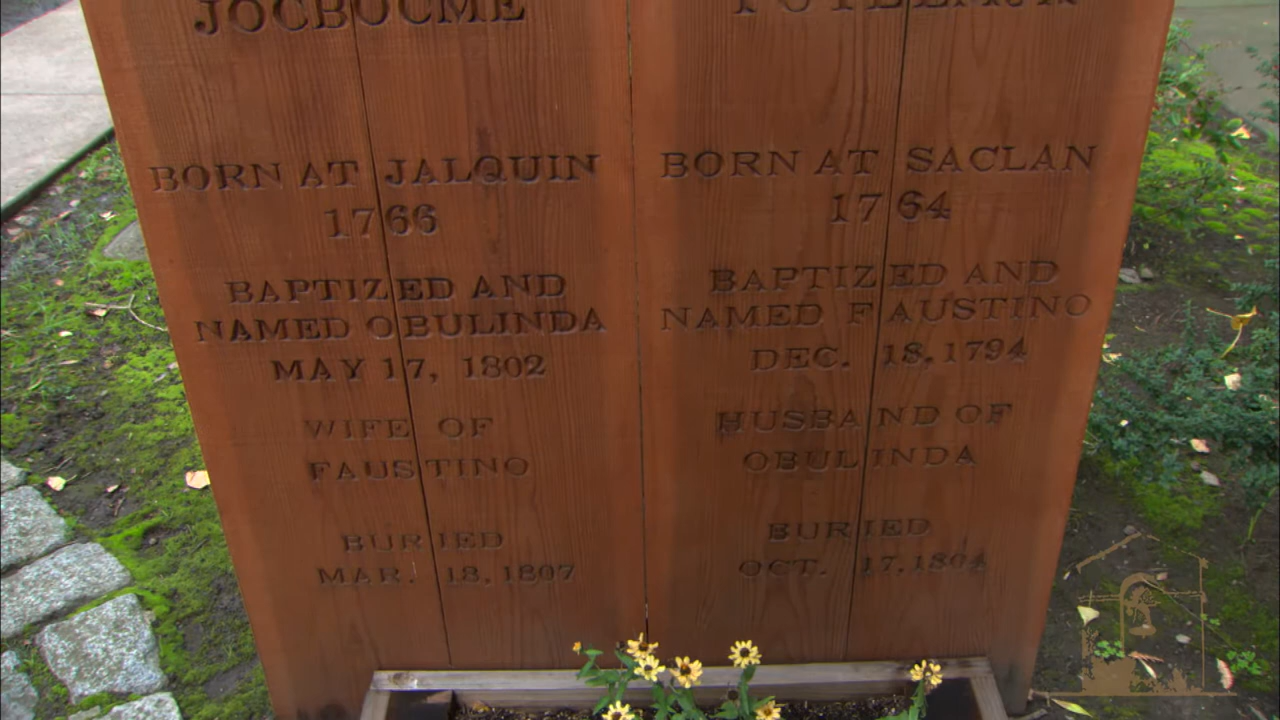 JOCBOCME
BORN AT JALQUIN
1766
BAPTIZED AND
NAMED OBULINDA
MAY 17, 1802
WIFE OF
FAUSTINO
BURIED
MAR. 18, 1807
BORN AT SACLAN
1764
BAPTIZED AND
NAMED FAUSTINO
DEC. 18, 1794
HUSBAND OF
OBULINDA
BURIED
OCT. 17, 1804